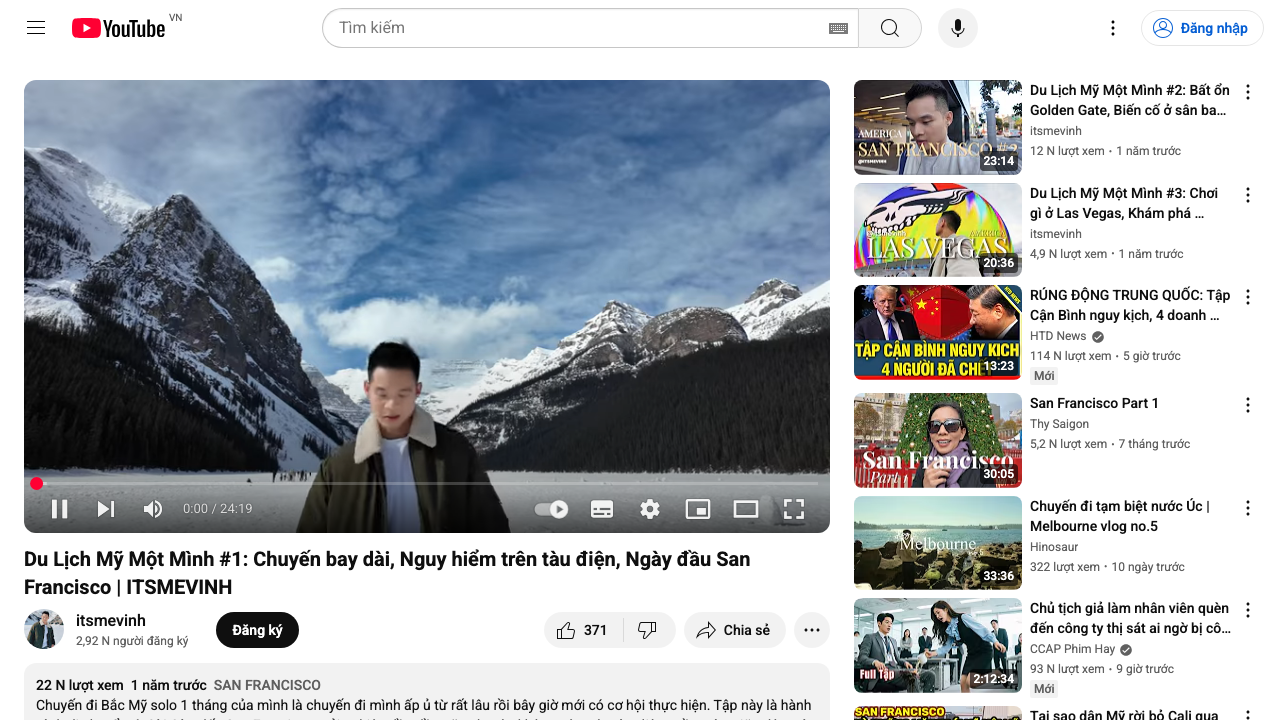 YouTube VN
Tìm kiếm
Đăng nhập
0:00 / 24:19
Du Lịch Mỹ Một Mình #1: Chuyến bay dài, Nguy hiểm trên tàu điện, Ngày đầu San
Francisco | ITSMEVINH
itsmevinh
2,92 N người đăng ký
Đăng ký
371
Chia sẻ
22 N lượt xem 1 năm trước SAN FRANCISCO
Chuyến đi Bắc Mỹ solo 1 tháng của mình là chuyến đi mình ấp ủ từ rất lâu rồi bây giờ mới có cơ hội thực hiện. Tập này là hành
AMERICA
SAN FRANCISCO #2
@ITSMEVINH
23:14
Du Lịch Mỹ Một Mình #2: Bất ổn
Golden Gate, Biến cố ở sân ba…
itsmevinh
12 N lượt xem • 1 năm trước
@itsmevinh
AMERICA
LAS VEGAS
20:36
Du Lịch Mỹ Một Mình #3: Chơi
gì ở Las Vegas, Khám phá …
itsmevinh
4,9 N lượt xem • 1 năm trước
HTD NEWS
TẬP CẬN BÌNH NGUY KỊCH
4 NGƯỜI ĐÃ CHẾT
13:23
RÚNG ĐỘNG TRUNG QUỐC: Tập
Cận Bình nguy kịch, 4 doanh …
HTD News
114 N lượt xem • 5 giờ trước
Mới
San Francisco
Part 1
30:05
San Francisco Part 1
Thy Saigon
5,2 N lượt xem • 7 tháng trước
Melbourne
33:36
Chuyến đi tạm biệt nước Úc |
Melbourne vlog no.5
Hinosaur
322 lượt xem • 10 ngày trước
Full Tập
2:12:34
Chủ tịch giả làm nhân viên quèn
đến công ty thị sát ai ngờ bị cô…
CCAP Phim Hay
93 N lượt xem • 9 giờ trước
Mới
SAN FRANCISCO
Tại sao dân Mỹ rời bỏ Cali qua